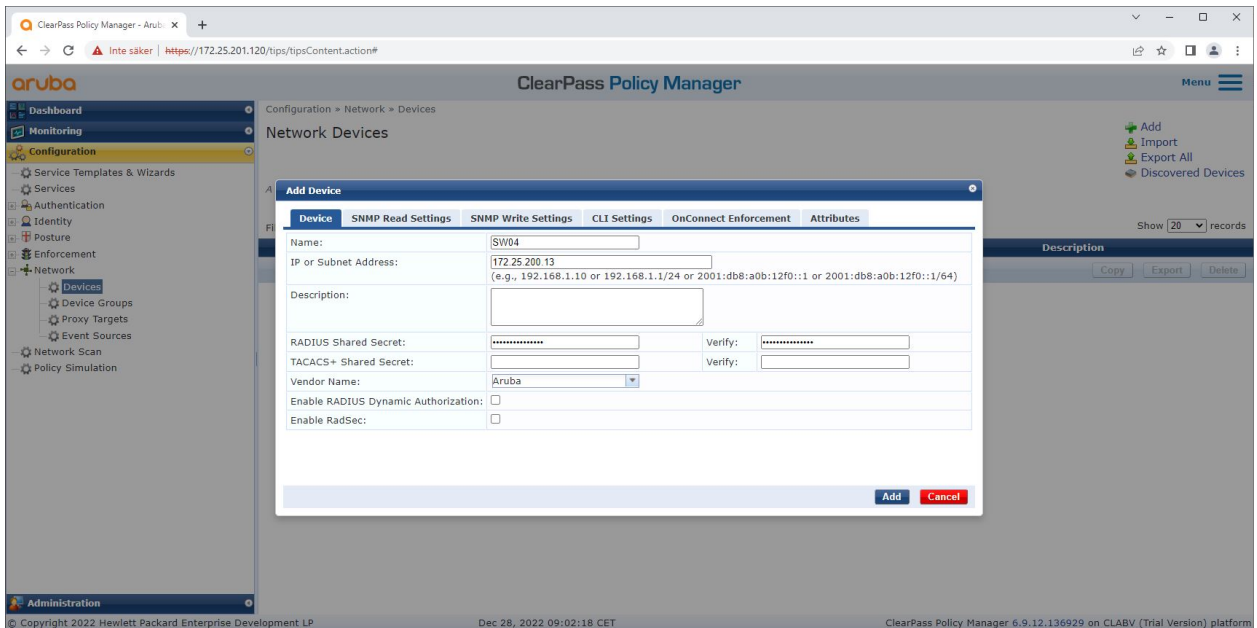 ClearPass Policy Manager - Arub
Inte säker | https://172.25.201.120/tips/tipsContent.action#
aruba
ClearPass Policy Manager
Menu
Dashboard
Monitoring
Configuration
Service Templates & Wizards
Services
Authentication
Identity
Posture
Enforcement
Network
Devices
Device Groups
Proxy Targets
Event Sources
Network Scan
Policy Simulation
Administration
Configuration » Network » Devices
Network Devices
Add
Import
Export All
Discovered Devices
A
Fi
Show 20 records
Description
Copy Export Delete
Add Device
Device SNMP Read Settings SNMP Write Settings CLI Settings OnConnect Enforcement Attributes
Name: SW04
IP or Subnet Address: 172.25.200.13
(e.g., 192.168.1.10 or 192.168.1.1/24 or 2001:db8:a0b:12f0::1 or 2001:db8:a0b:12f0::1/64)
Description:
RADIUS Shared Secret: ••••••••••••••• Verify: •••••••••••••••
TACACS+ Shared Secret: Verify:
Vendor Name: Aruba
Enable RADIUS Dynamic Authorization:
Enable RadSec:
Add Cancel
© Copyright 2022 Hewlett Packard Enterprise Development LP Dec 28, 2022 09:02:18 CET ClearPass Policy Manager 6.9.12.136929 on CLABV (Trial Version) platform